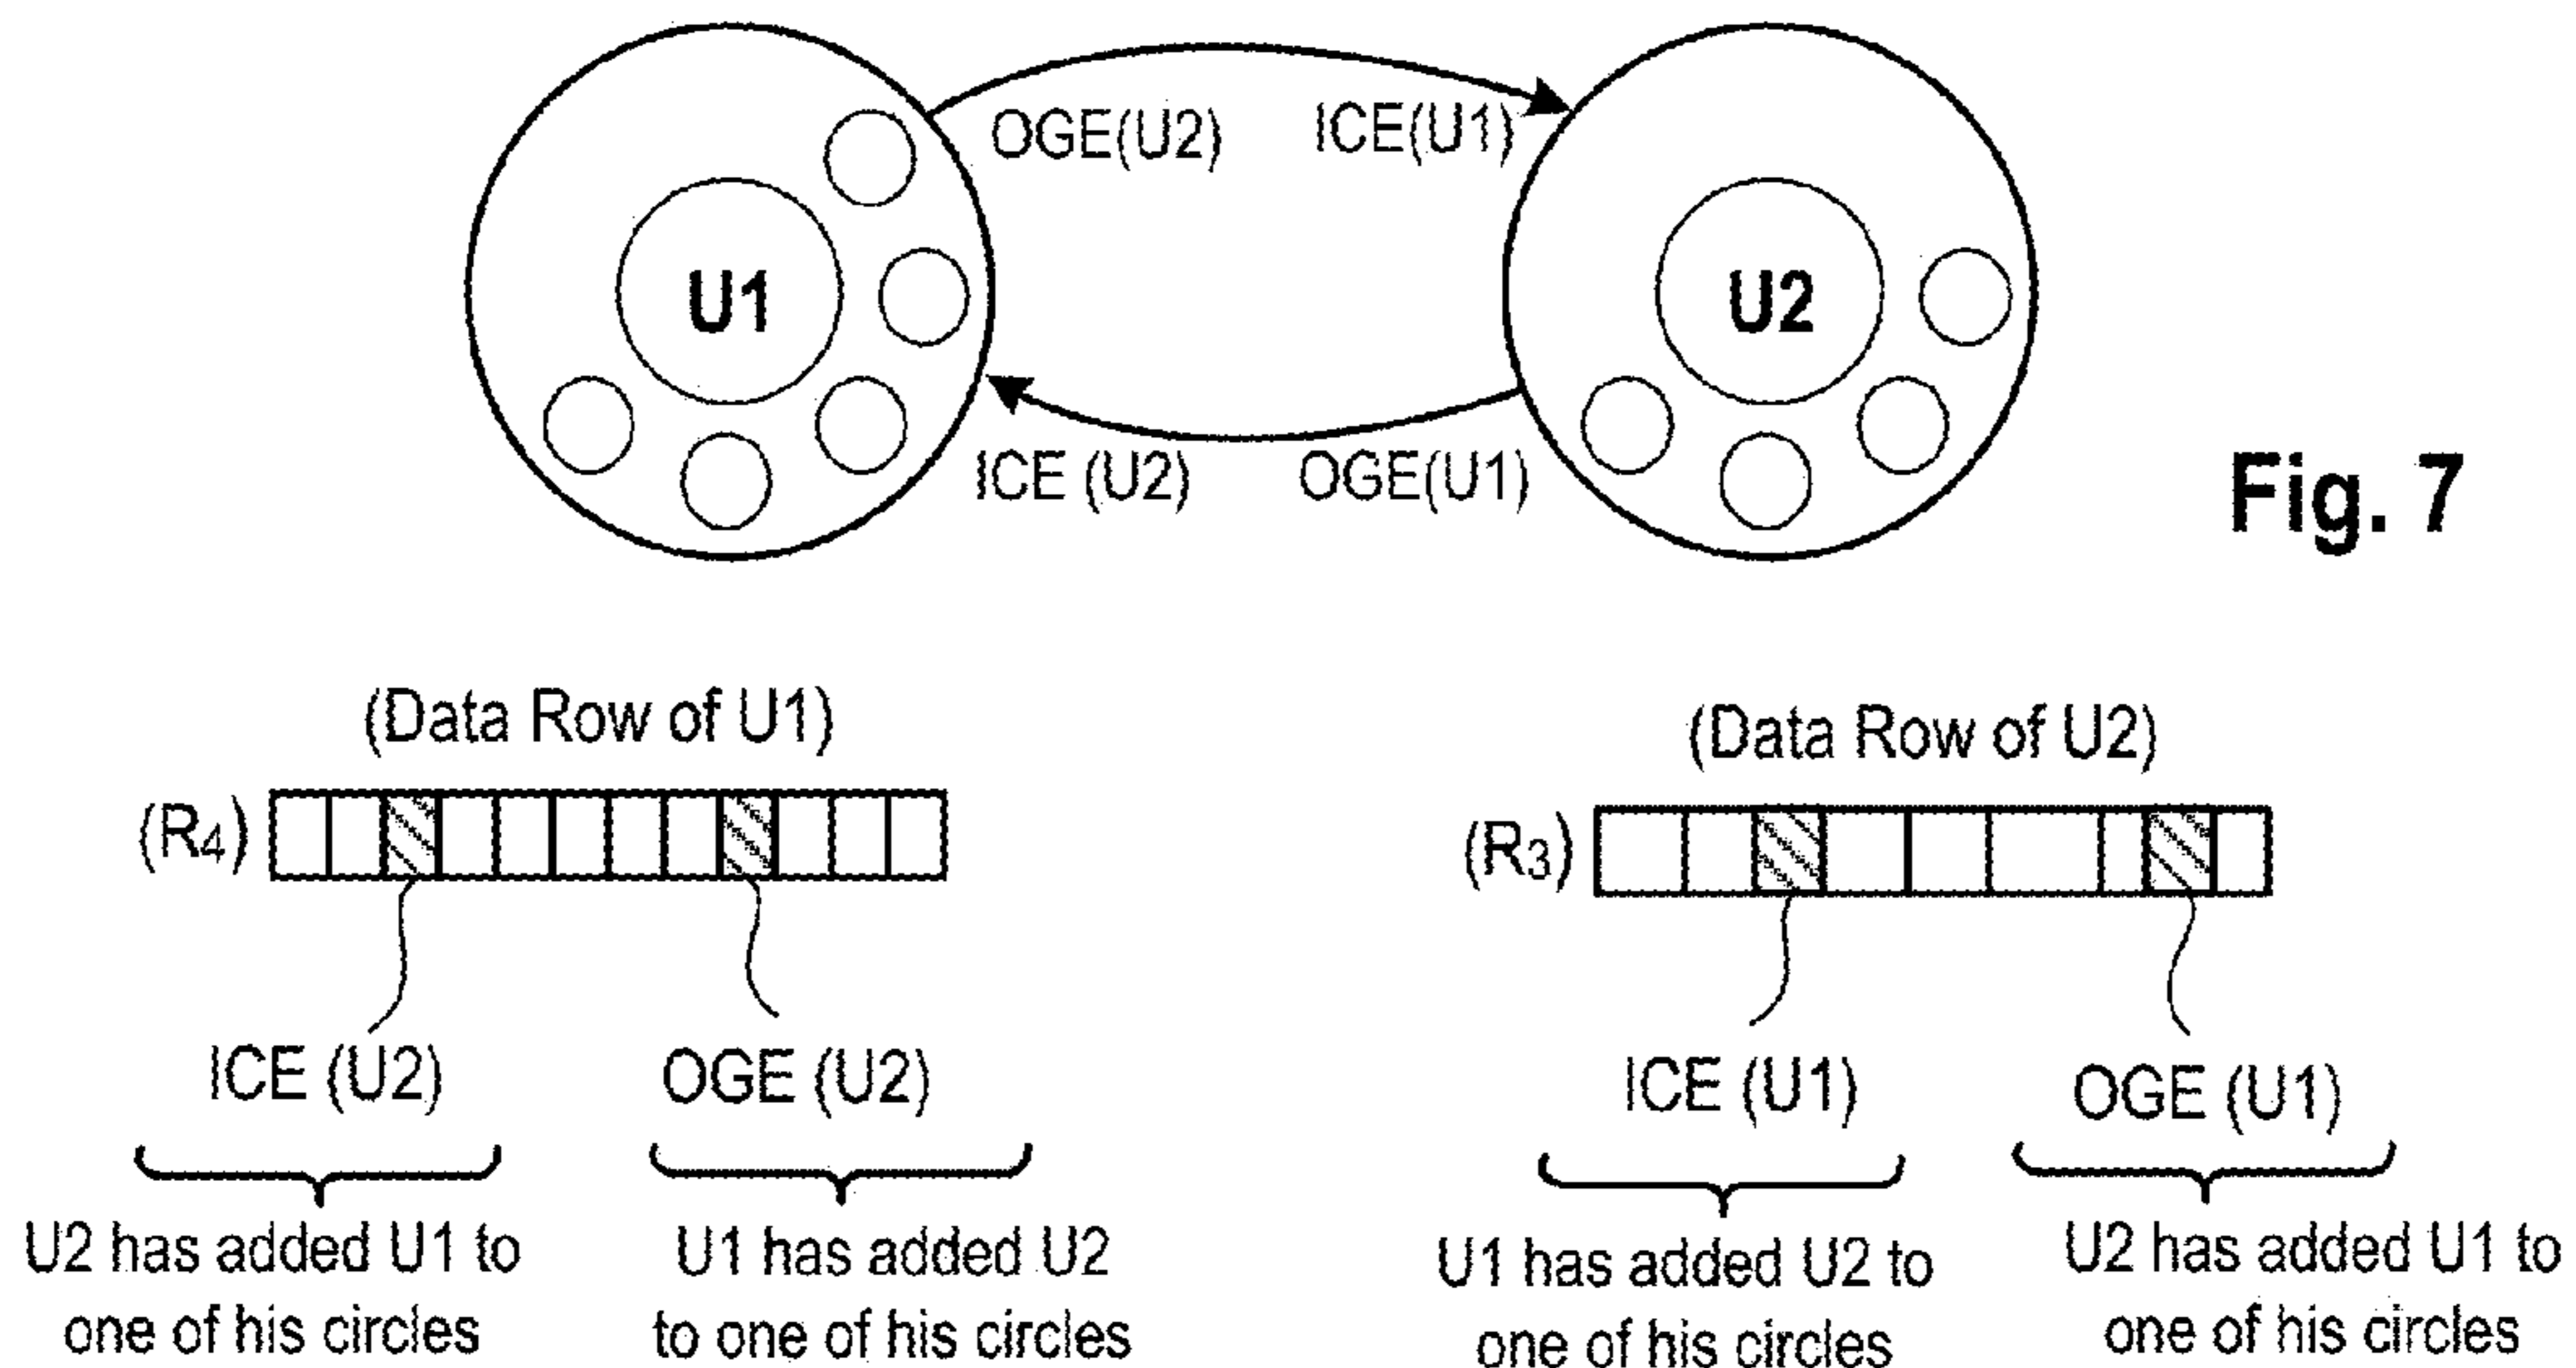 OGE(U2) ICE(U1)
U1 U2
ICE (U2) OGE(U1)
Fig. 7
(Data Row of U1) (Data Row of U2)
(R4) (R3)
ICE (U2) OGE (U2) ICE (U1) OGE (U1)
U2 has added U1 to
one of his circles
U1 has added U2
to one of his circles
U1 has added U2 to
one of his circles
U2 has added U1 to
one of his circles